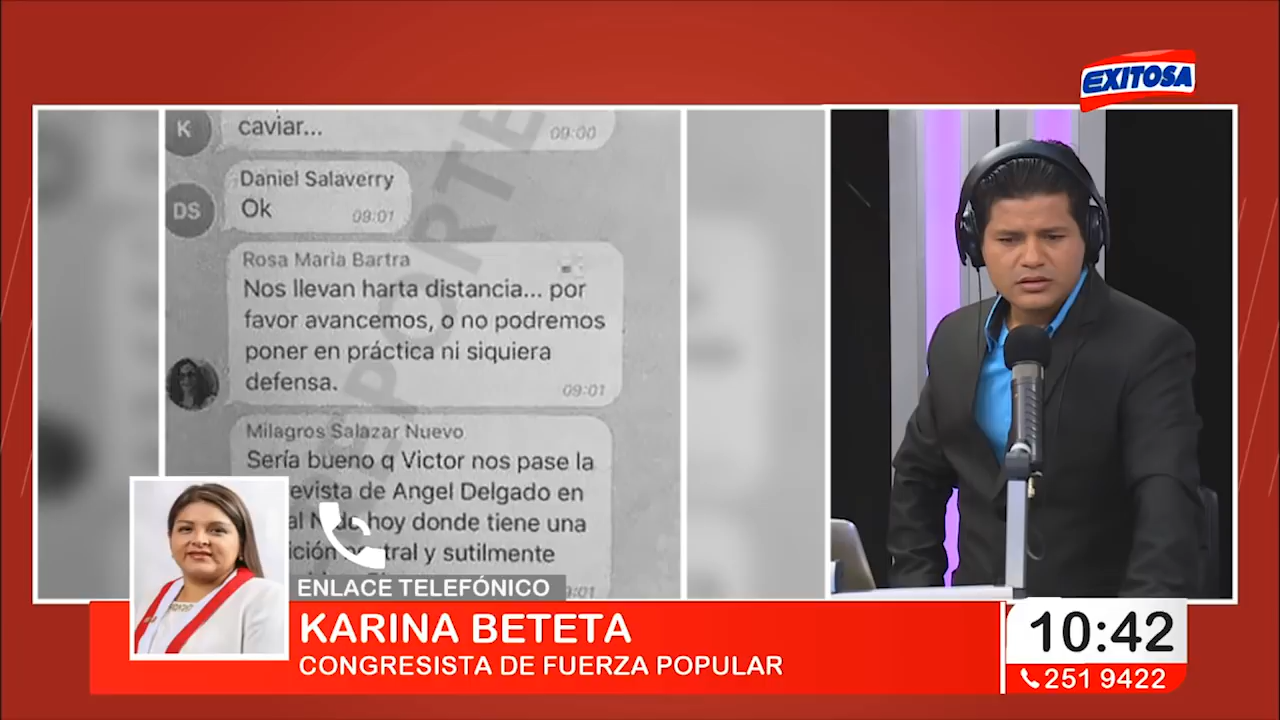 EXITOSA
K
caviar...
09:00
Daniel Salaverry
DS
Ok
09:01
Rosa Maria Bartra
Nos llevan harta distancia... por
favor avancemos, o no podremos
poner en práctica ni siquiera
defensa.
09:01
Milagros Salazar Nuevo
Sería bueno q Victor nos pase la
evista de Angel Delgado en
hoy donde tiene una
tral y sutilmente
ENLACE TELEFÓNICO
KARINA BETETA
CONGRESISTA DE FUERZA POPULAR
10:42
251 9422